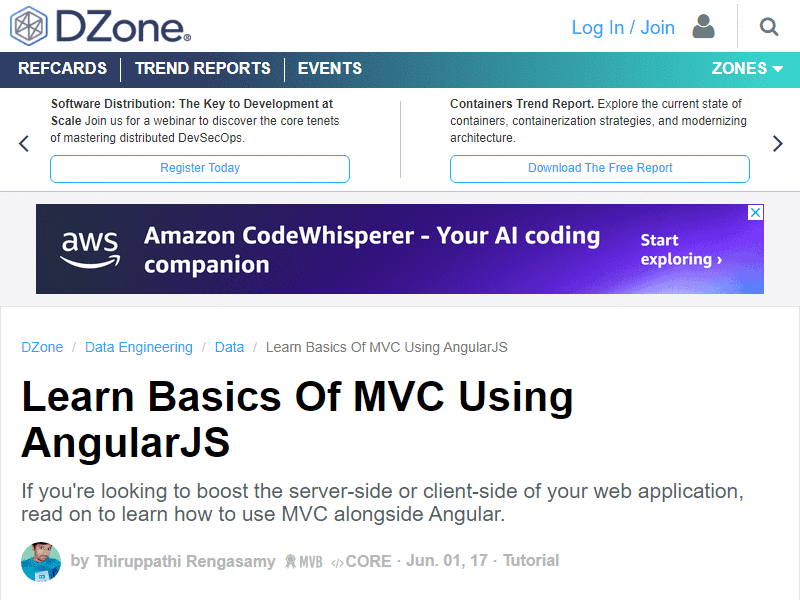 DZone®
Log In / Join
REFCARDS TREND REPORTS EVENTS ZONES
Software Distribution: The Key to Development at
Scale Join us for a webinar to discover the core tenets
of mastering distributed DevSecOps.
Register Today
Containers Trend Report. Explore the current state of
containers, containerization strategies, and modernizing
architecture.
Download The Free Report
aws
Amazon CodeWhisperer - Your AI coding
companion
Start
exploring ›
DZone / Data Engineering / Data / Learn Basics Of MVC Using AngularJS
Learn Basics Of MVC Using
AngularJS
If you're looking to boost the server-side or client-side of your web application,
read on to learn how to use MVC alongside Angular.
by Thiruppathi Rengasamy MVB </> CORE · Jun. 01, 17 · Tutorial